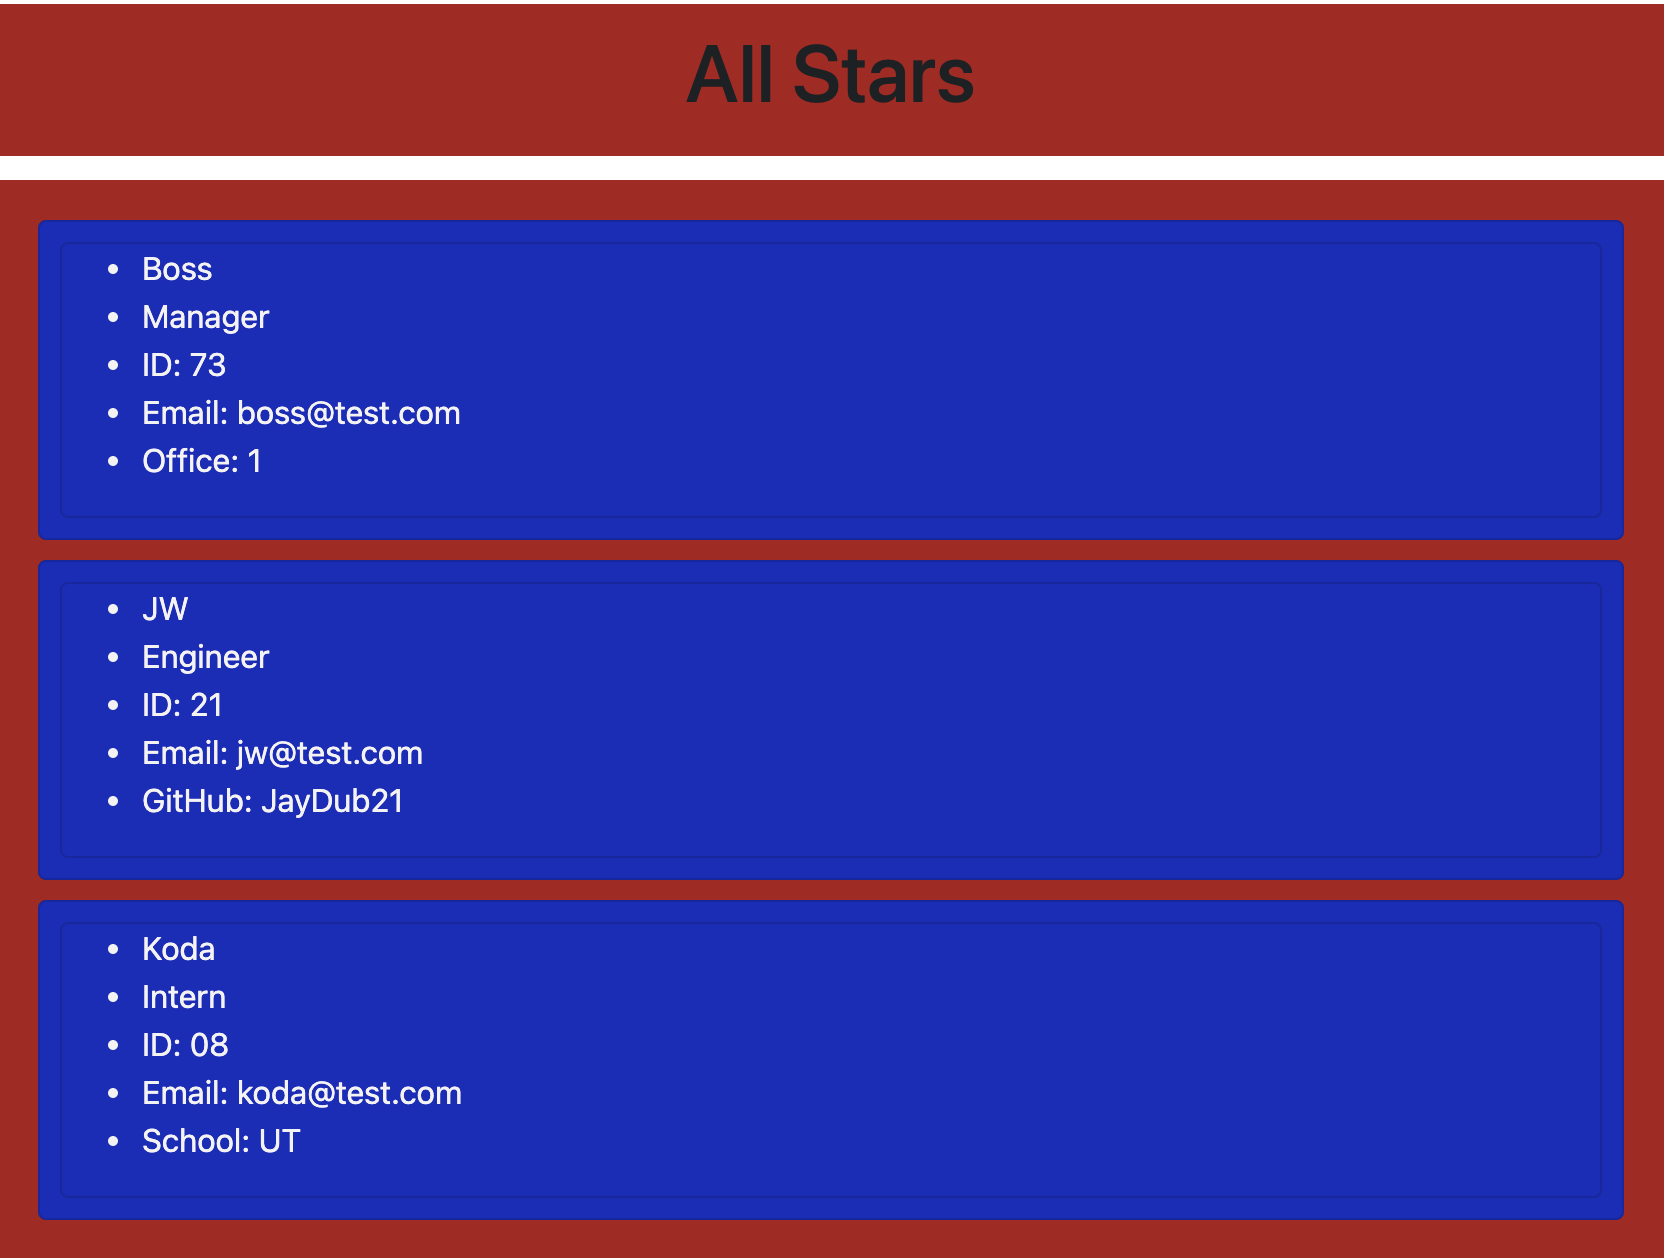 All Stars
Boss
Manager
ID: 73
Email: boss@test.com
Office: 1
JW
Engineer
ID: 21
Email: jw@test.com
GitHub: JayDub21
Koda
Intern
ID: 08
Email: koda@test.com
School: UT